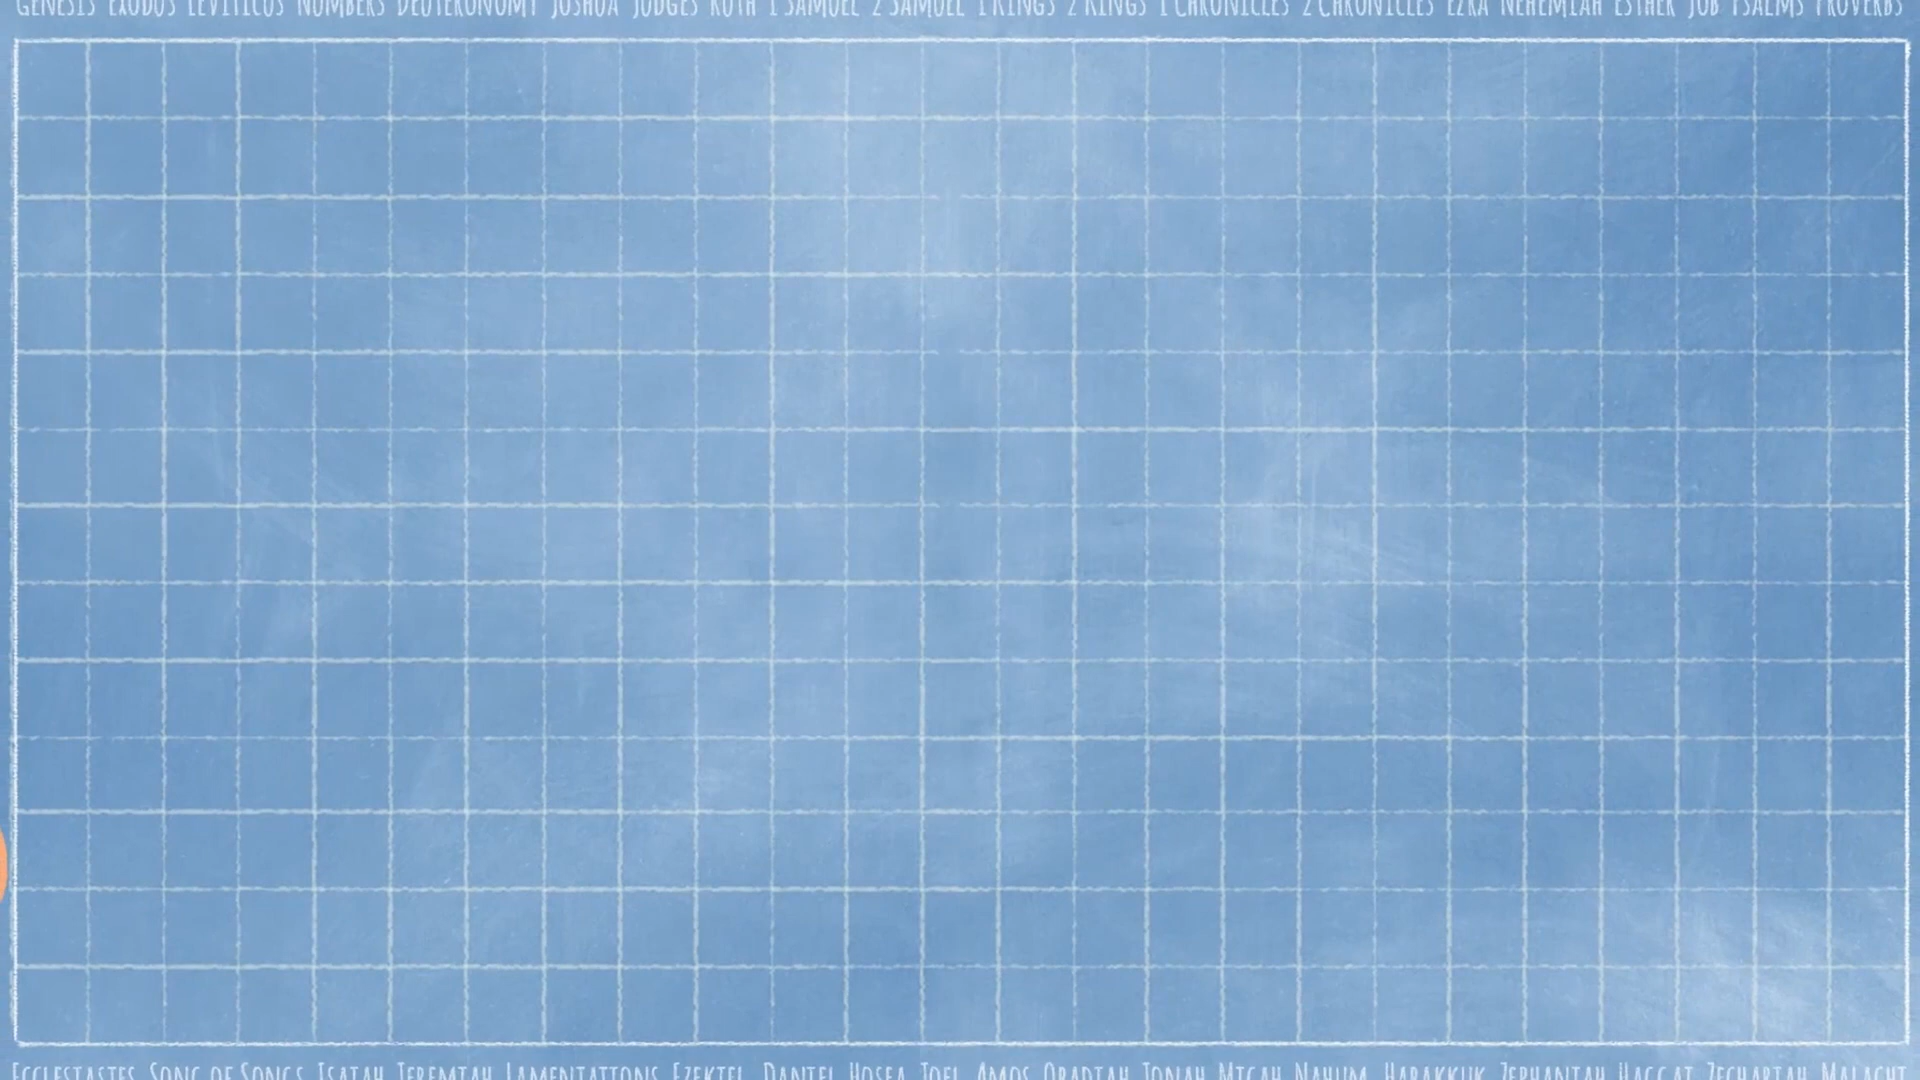 GENESIS EXODUS LEVITICUS NUMBERS DEUTERONOMY JOSHUA JUDGES RUTH 1 SAMUEL 2 SAMUEL 1 KINGS 2 KINGS 1 CHRONICLES 2 CHRONICLES EZRA NEHEMIAH ESTHER JOB PSALMS PROVERBS
ECCLESIASTES SONG OF SONGS ISAIAH JEREMIAH LAMENTATIONS EZEKIEL DANIEL HOSEA JOEL AMOS OBADIAH JONAH MICAH NAHUM HABAKKUK ZEPHANIAH HAGGAI ZECHARIAH MALACHI